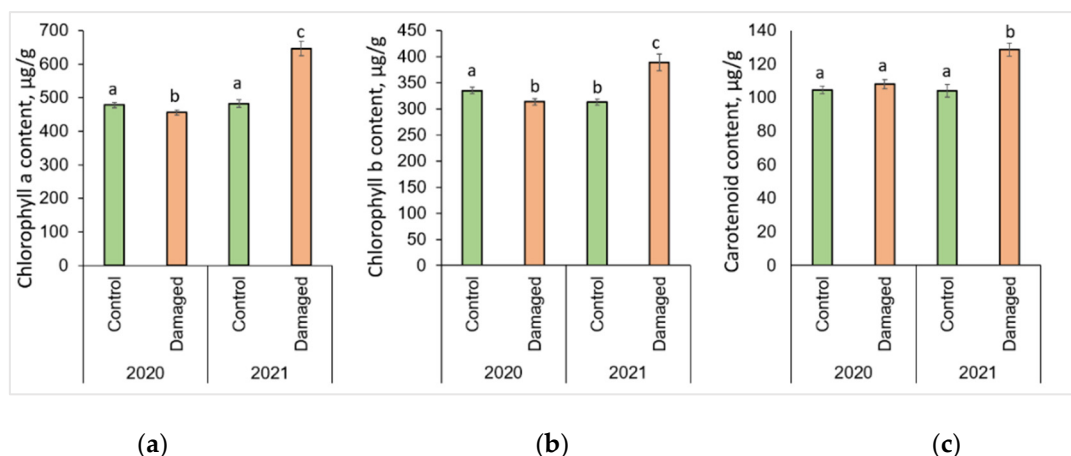 Chlorophyll a content, µg/g
700
600
500
400
300
200
100
0
a
b
a
c
Control
Damaged
Control
Damaged
2020
2021
(a)
Chlorophyll b content, µg/g
450
400
350
300
250
200
150
100
50
0
a
b
b
c
Control
Damaged
Control
Damaged
2020
2021
(b)
Carotenoid content, µg/g
140
120
100
80
60
40
20
0
a
a
a
b
Control
Damaged
Control
Damaged
2020
2021
(c)